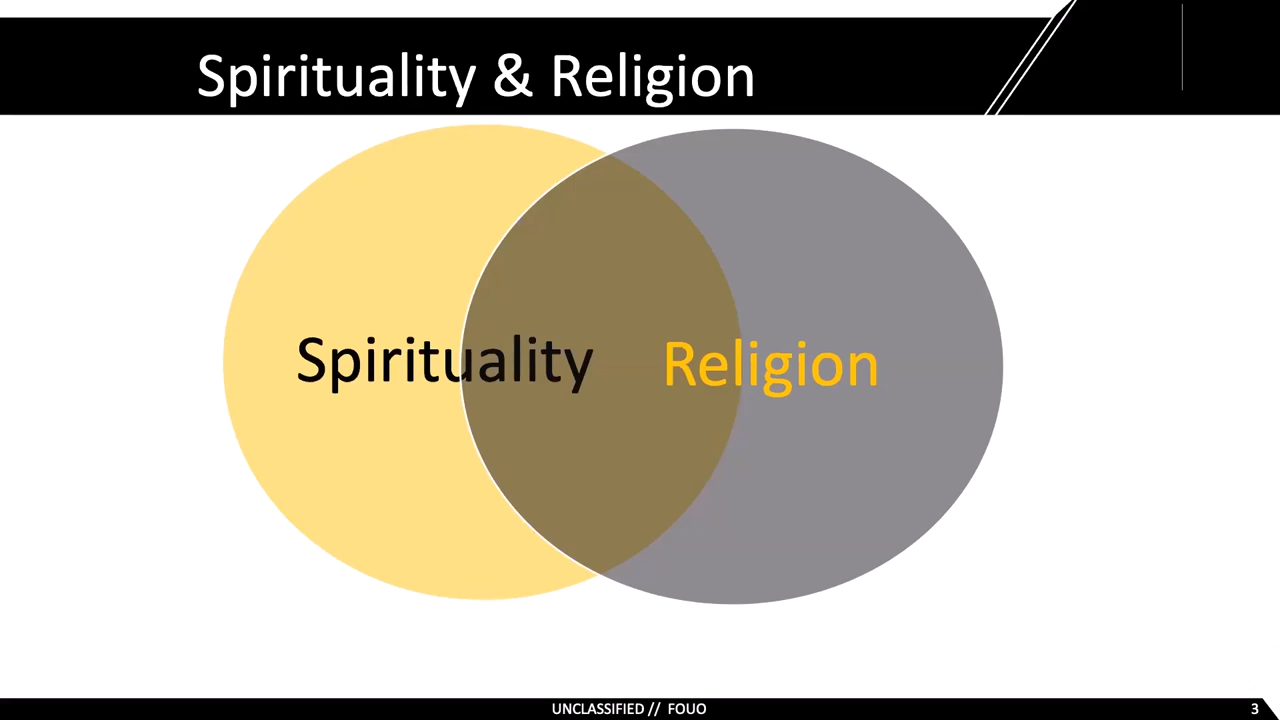 Spirituality & Religion
Spirituality
Religion
UNCLASSIFIED // FOUO
3